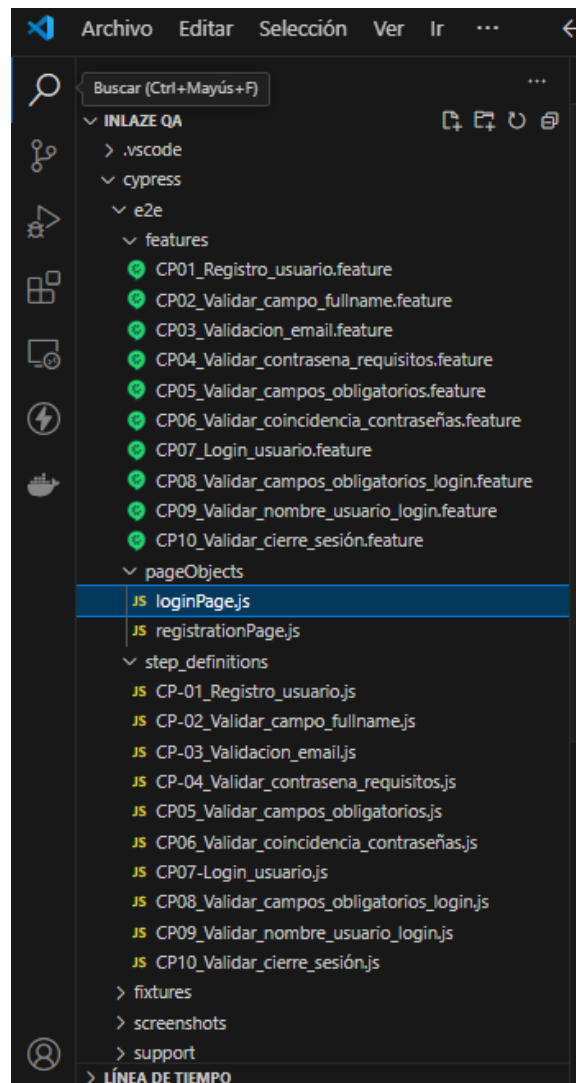 Archivo Editar Selección Ver Ir ...
Buscar (Ctrl+Mayús+F)
...
INLAZE QA
.vscode
cypress
e2e
features
CP01_Registro_usuario.feature
CP02_Validar_campo_fullname.feature
CP03_Validacion_email.feature
CP04_Validar_contrasena_requisitos.feature
CP05_Validar_campos_obligatorios.feature
CP06_Validar_coincidencia_contraseñas.feature
CP07_Login_usuario.feature
CP08_Validar_campos_obligatorios_login.feature
CP09_Validar_nombre_usuario_login.feature
CP10_Validar_cierre_sesión.feature
pageObjects
JS loginPage.js
JS registrationPage.js
step_definitions
JS CP-01_Registro_usuario.js
JS CP-02_Validar_campo_fullname.js
JS CP-03_Validacion_email.js
JS CP-04_Validar_contrasena_requisitos.js
JS CP05_Validar_campos_obligatorios.js
JS CP06_Validar_coincidencia_contraseñas.js
JS CP07-Login_usuario.js
JS CP08_Validar_campos_obligatorios_login.js
JS CP09_Validar_nombre_usuario_login.js
JS CP10_Validar_cierre_sesión.js
fixtures
screenshots
support
LÍNEA DE TIEMPO